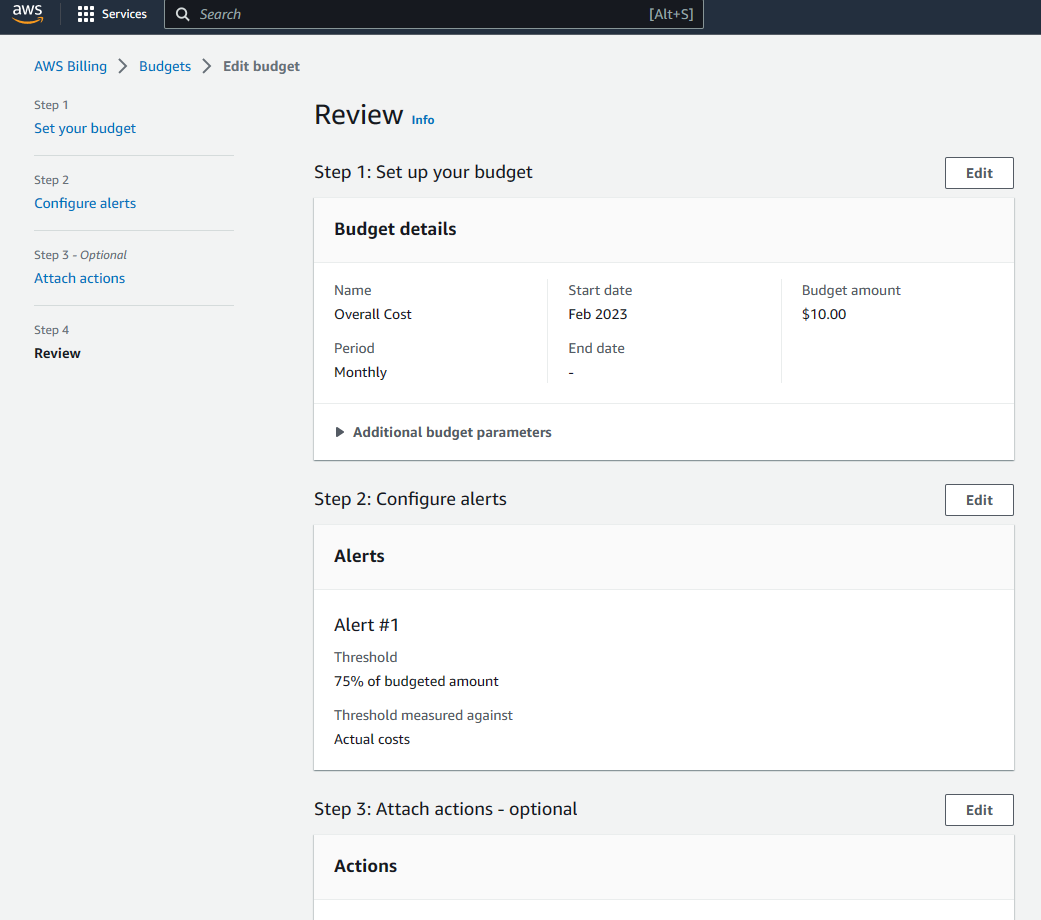 aws
Services
Search
[Alt+S]
AWS Billing > Budgets > Edit budget
Step 1
Set your budget
Step 2
Configure alerts
Step 3 - Optional
Attach actions
Step 4
Review
Review Info
Step 1: Set up your budget
Edit
Budget details
Name
Overall Cost
Period
Monthly
Start date
Feb 2023
End date
-
Budget amount
$10.00
Additional budget parameters
Step 2: Configure alerts
Edit
Alerts
Alert #1
Threshold
75% of budgeted amount
Threshold measured against
Actual costs
Step 3: Attach actions - optional
Edit
Actions